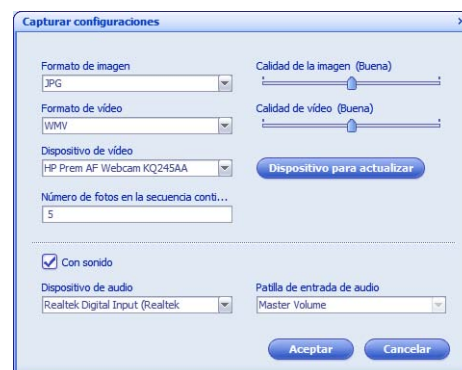 Capturar configuraciones
Formato de imagen
JPG
Calidad de la imagen (Buena)
Formato de vídeo
WMV
Calidad de vídeo (Buena)
Dispositivo de vídeo
HP Prem AF Webcam KQ245AA
Dispositivo para actualizar
Número de fotos en la secuencia conti...
5
Con sonido
Dispositivo de audio
Realtek Digital Input (Realtek
Patilla de entrada de audio
Master Volume
Aceptar
Cancelar